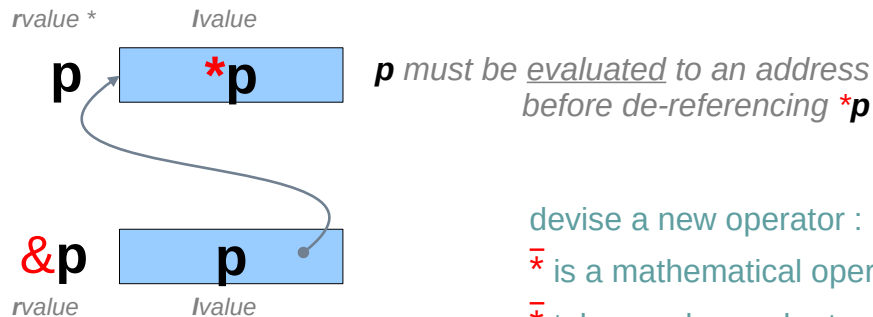 rvalue * lvalue
p *p p must be evaluated to an address
before de-referencing *p
devise a new operator :
&p p
*̅ is a mathematical oper
rvalue lvalue